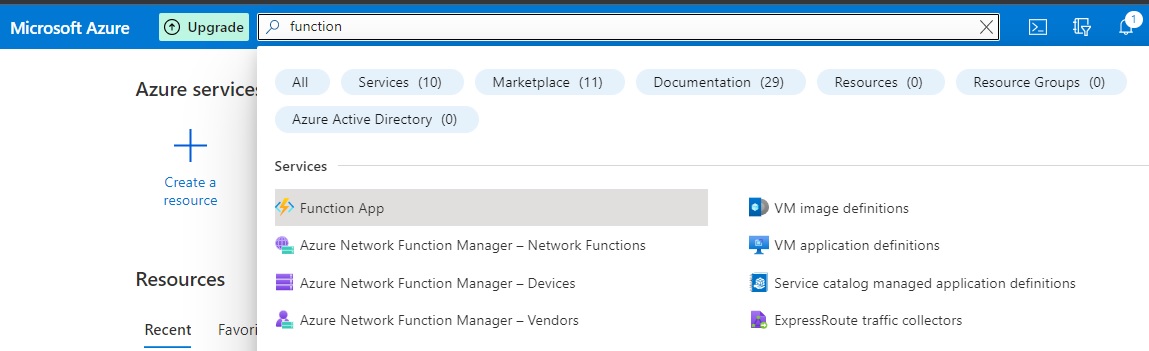 Microsoft Azure Upgrade function 1
All Services (10) Marketplace (11) Documentation (29) Resources (0) Resource Groups (0)
Azure services
Azure Active Directory (0)
Services
Create a
resource
Function App VM image definitions
Azure Network Function Manager – Network Functions VM application definitions
Azure Network Function Manager – Devices Service catalog managed application definitions
Resources
Azure Network Function Manager – Vendors ExpressRoute traffic collectors
Recent Favori